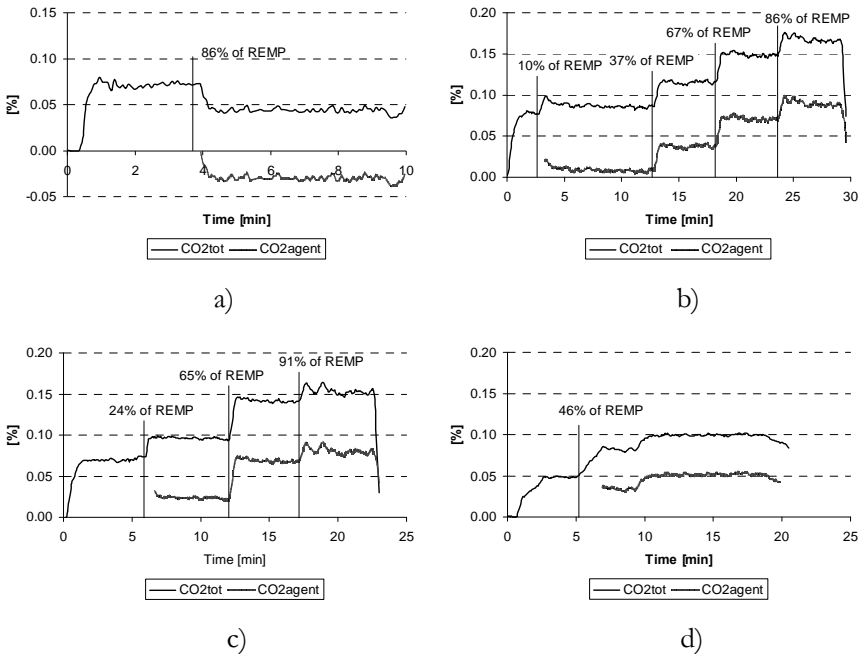 0.15
0.10
0.05
0.00
-0.05
[%]
86% of REMP
0 2 4 6 8 10
Time [min]
CO2tot CO2agent
a)
0.20
0.15
0.10
0.05
0.00
[%]
10% of REMP
37% of REMP
67% of REMP
86% of REMP
0 5 10 15 20 25 30
Time [min]
CO2tot CO2agent
b)
0.20
0.15
0.10
0.05
0.00
[%]
24% of REMP
65% of REMP
91% of REMP
0 5 10 15 20 25
Time [min]
CO2tot CO2agent
c)
0.20
0.15
0.10
0.05
0.00
[%]
46% of REMP
0 5 10 15 20 25
Time [min]
CO2tot CO2agent
d)